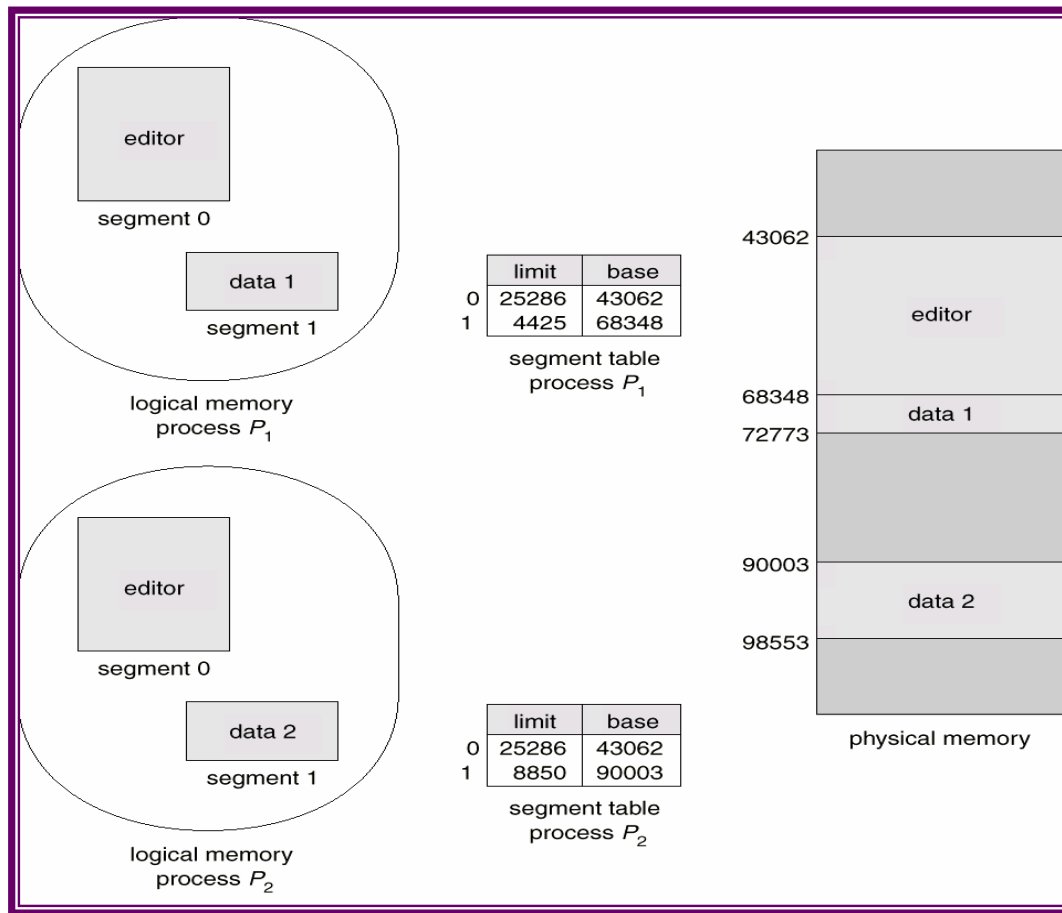 editor
segment 0
data 1
segment 1
logical memory
process P1
limit base
0 25286 43062
1 4425 68348
segment table
process P1
editor
segment 0
data 2
segment 1
logical memory
process P2
limit base
0 25286 43062
1 8850 90003
segment table
process P2
43062
editor
68348
data 1
72773
90003
data 2
98553
physical memory